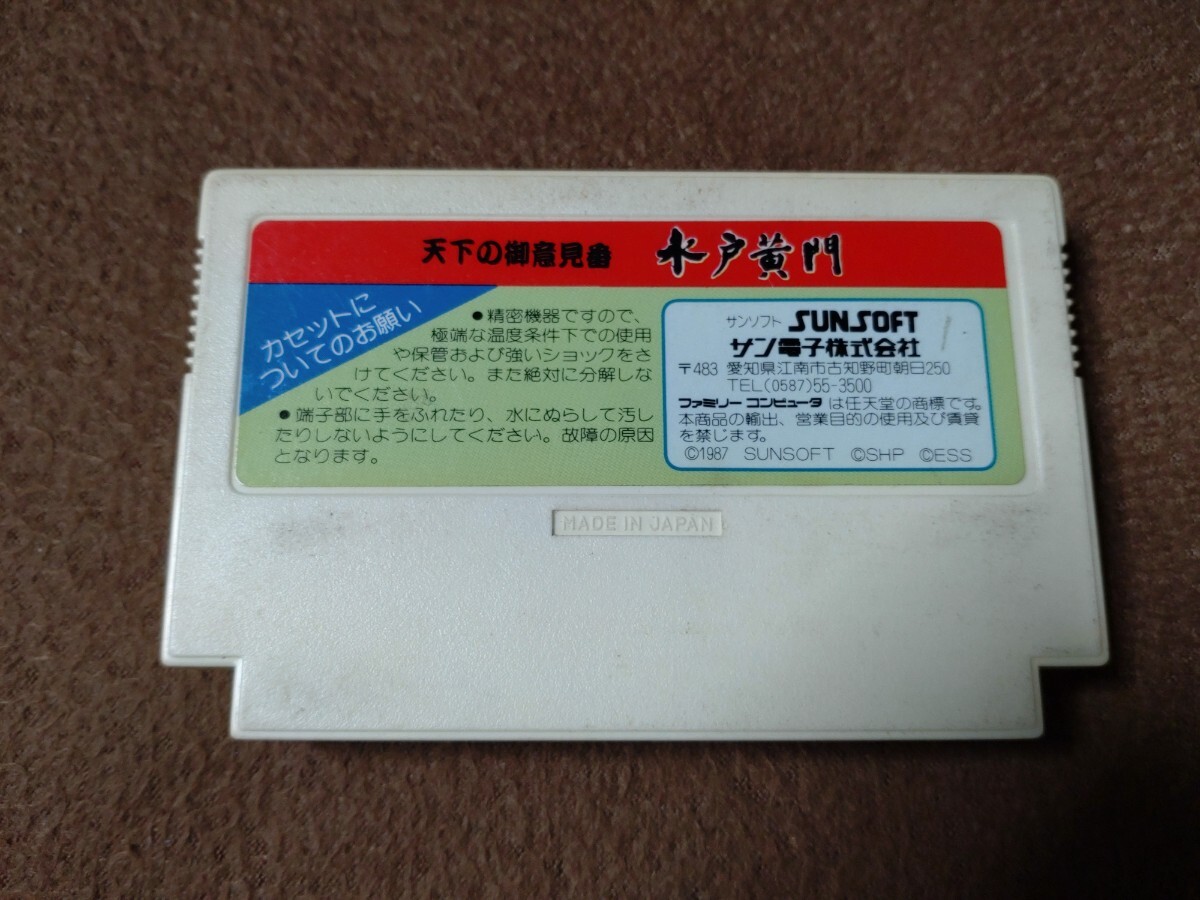 天下の御意見番 水戸黄門
カセットに
ついてのお願い
●精密機器ですので、
極端な温度条件下での使用
や保管および強いショックをさ
けてください。また絶対に分解しな
いでください。
●端子部に手をふれたり、水にぬらして汚し
たりしないようにしてください。故障の原因
となります。
サンソフト SUNSOFT
サン電子株式会社
〒483 愛知県江南市古知野町朝日250
TEL(0587)55-3500
ファミリー コンピュータ は任天堂の商標です。
本商品の輸出、営業目的の使用及び賃貸
を禁じます。
©1987 SUNSOFT ©SHP ©ESS
MADE IN JAPAN